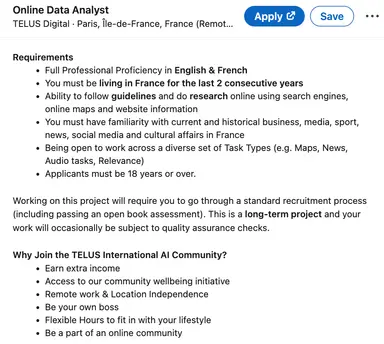 Online Data Analyst
TELUS Digital · Paris, Île-de-France, France (Remot...
Apply
Save
Requirements
• Full Professional Proficiency in English & French
• You must be living in France for the last 2 consecutive years
• Ability to follow guidelines and do research online using search engines,
online maps and website information
• You must have familiarity with current and historical business, media, sport,
news, social media and cultural affairs in France
• Being open to work across a diverse set of Task Types (e.g. Maps, News,
Audio tasks, Relevance)
• Applicants must be 18 years or over.
Working on this project will require you to go through a standard recruitment process
(including passing an open book assessment). This is a long-term project and your
work will occasionally be subject to quality assurance checks.
Why Join the TELUS International AI Community?
• Earn extra income
• Access to our community wellbeing initiative
• Remote work & Location Independence
• Be your own boss
• Flexible Hours to fit in with your lifestyle
• Be a part of an online community